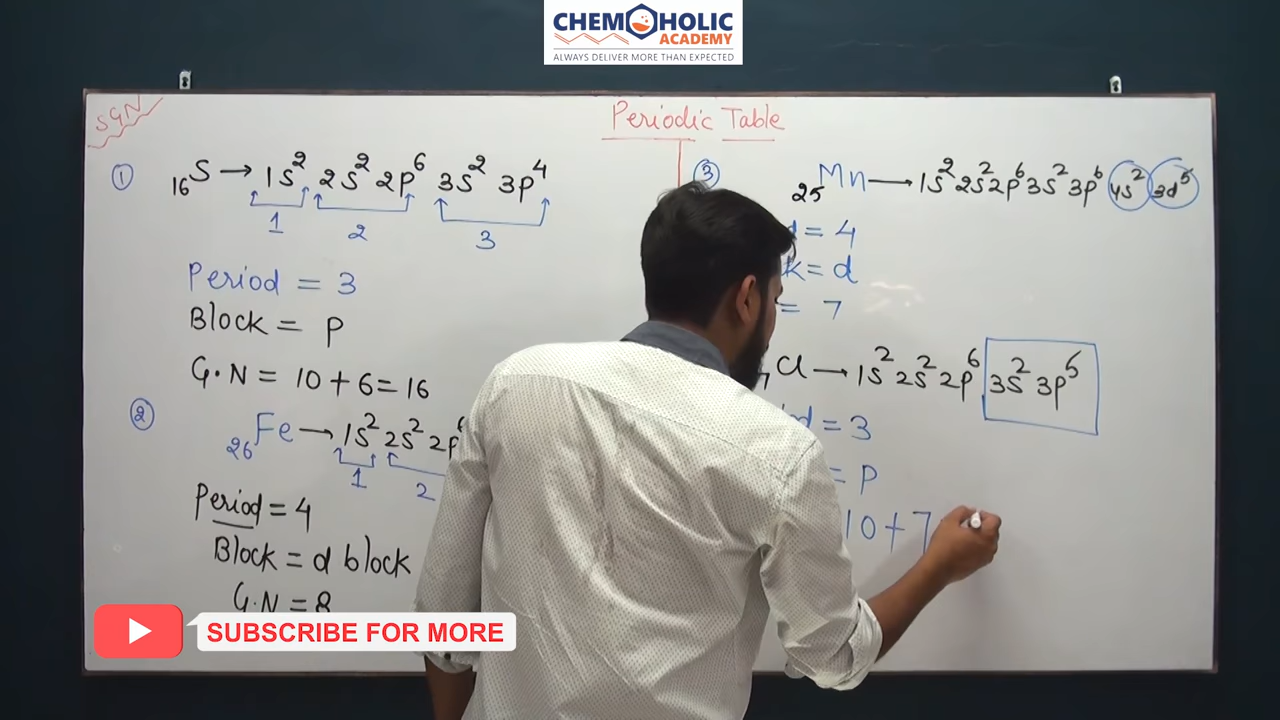 CHEMOHOLIC
ACADEMY
ALWAYS DELIVER MORE THAN EXPECTED
SGN
Periodic Table
① ₁₆S → 1s² 2s² 2p⁶ 3s² 3p⁴
1 2 3
Period = 3
Block = p
G.N = 10 + 6 = 16
② ₂₆Fe → 1s² 2s² 2p⁶
1 2
Period = 4
Block = d block
G.N = 8
③ ₂₅Mn → 1s² 2s² 2p⁶ 3s² 3p⁶ 4s² 3d⁵
d = 4
k = d
= 7
₇Cl → 1s² 2s² 2p⁶ 3s² 3p⁵
d = 3
= p
10 + 7
SUBSCRIBE FOR MORE